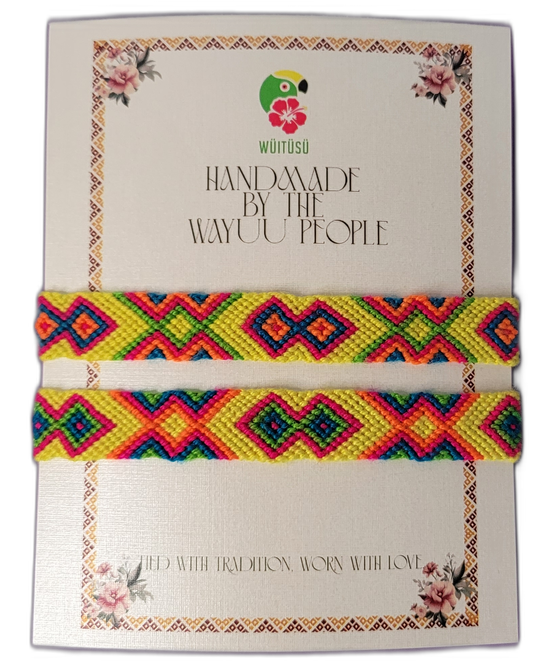 WÜITÜSÜ
HANDMADE
BY THE
WAYUU PEOPLE
TIED WITH TRADITION, WORN WITH LOVE